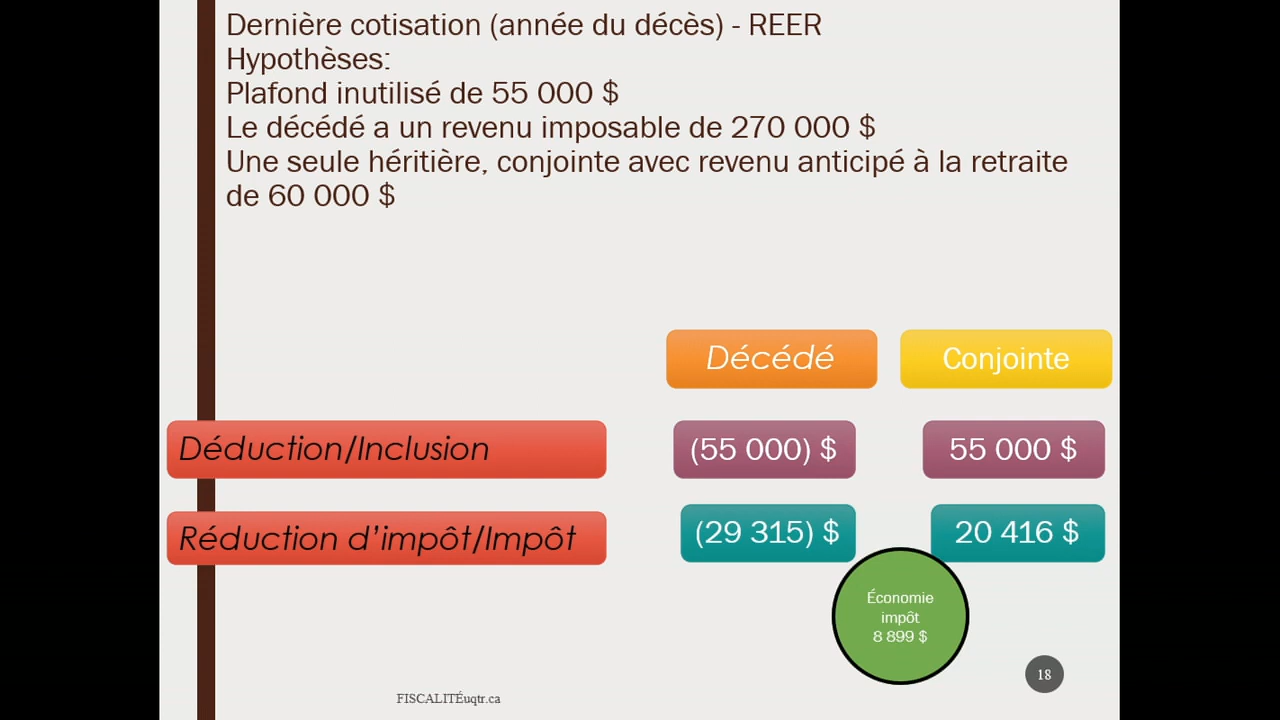 Dernière cotisation (année du décès) - REER
Hypothèses:
Plafond inutilisé de 55 000 $
Le décédé a un revenu imposable de 270 000 $
Une seule héritière, conjointe avec revenu anticipé à la retraite
de 60 000 $
Décédé Conjointe
Déduction/Inclusion (55 000) $ 55 000 $
Réduction d'impôt/Impôt (29 315) $ 20 416 $
Économie
impôt
8 899 $
18
FISCALITÉuqtr.ca